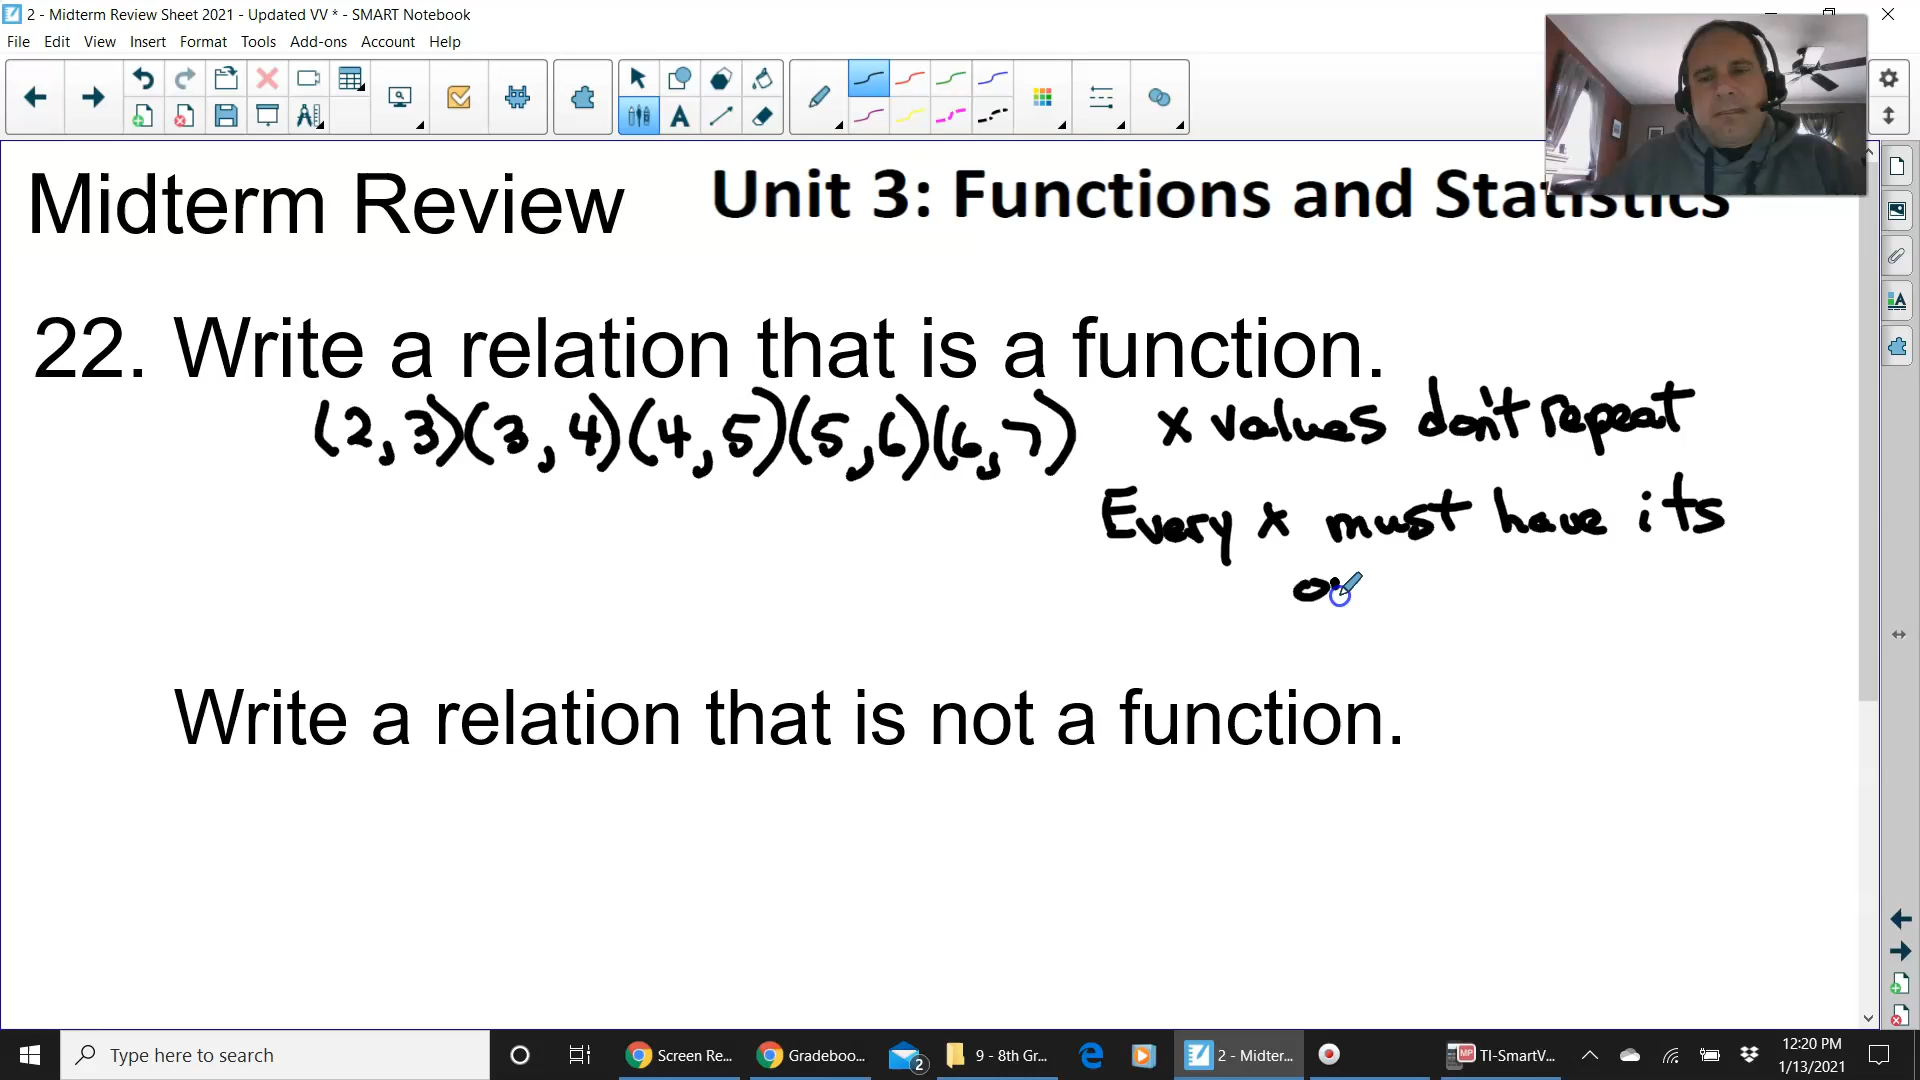 2 - Midterm Review Sheet 2021 - Updated VV * - SMART Notebook
File Edit View Insert Format Tools Add-ons Account Help
Midterm Review
Unit 3: Functions and Statistics
22. Write a relation that is a function.
(2, 3)(3, 4)(4, 5)(5, 6)(6, 7)
x values don't repeat
Every x must have its
Write a relation that is not a function.
Type here to search
Screen Re...
Gradeboo...
2
9 - 8th Gr...
2 - Midter...
MP
TI-SmartV...
12:20 PM
1/13/2021